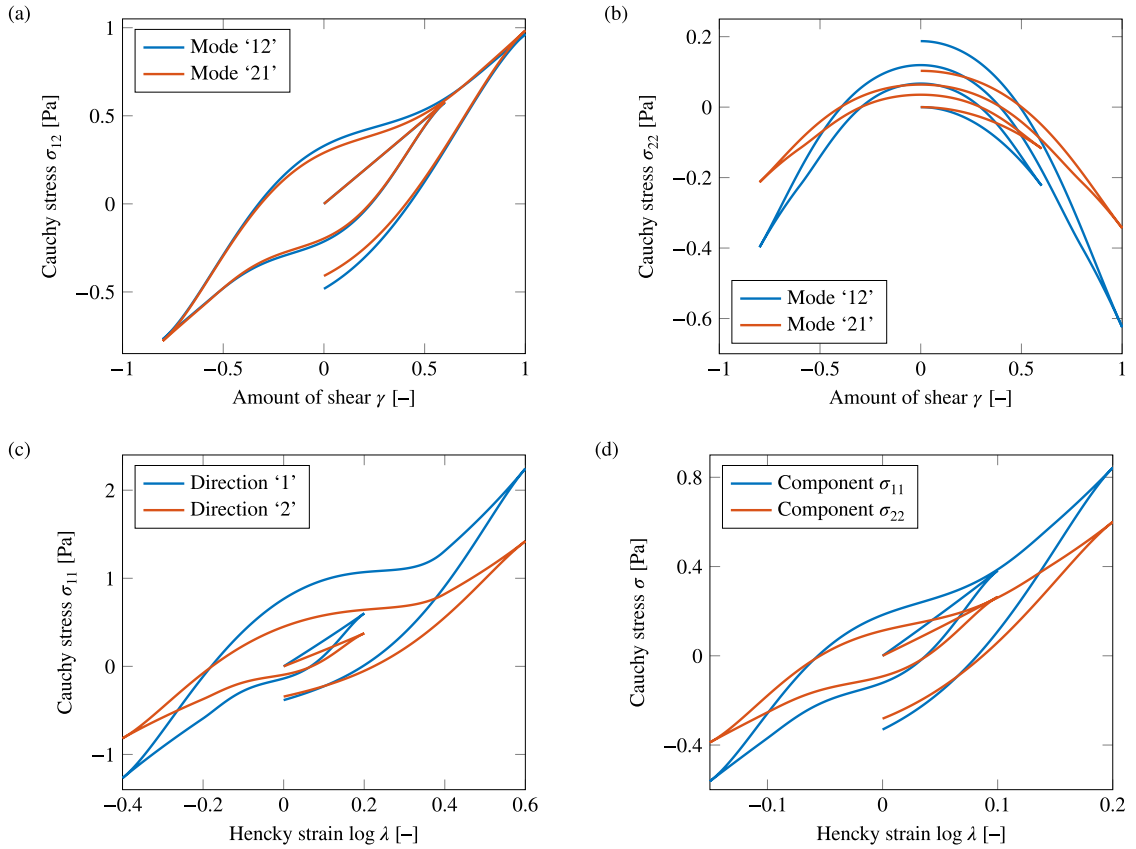 (a)
Mode ‘12’
Mode ‘21’
1
0.5
0
−0.5
Cauchy stress σ12 [Pa]
−1 −0.5 0 0.5 1
Amount of shear γ [–]
(b)
0.2
0
−0.2
−0.4
−0.6
Cauchy stress σ22 [Pa]
Mode ‘12’
Mode ‘21’
−1 −0.5 0 0.5 1
Amount of shear γ [–]
(c)
Direction ‘1’
Direction ‘2’
2
1
0
−1
Cauchy stress σ11 [Pa]
−0.4 −0.2 0 0.2 0.4 0.6
Hencky strain log λ [–]
(d)
Component σ11
Component σ22
0.8
0.4
0
−0.4
Cauchy stress σ [Pa]
−0.1 0 0.1 0.2
Hencky strain log λ [–]